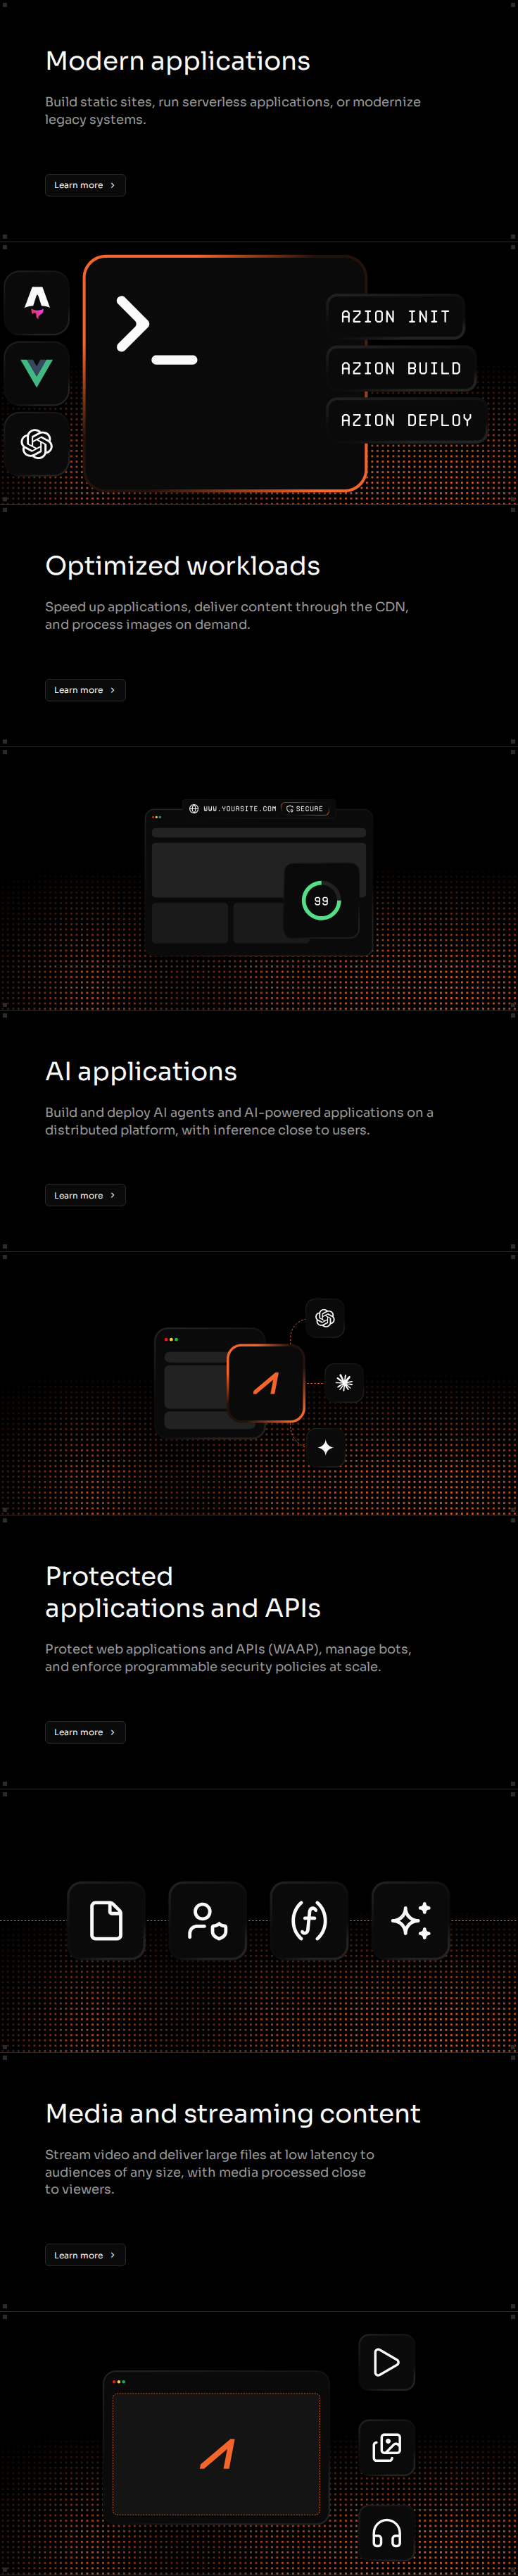 Modern applications
Build static sites, run serverless applications, or modernize
legacy systems.
Learn more
AZION INIT
AZION BUILD
AZION DEPLOY
Optimized workloads
Speed up applications, deliver content through the CDN,
and process images on demand.
Learn more
WWW.YOURSITE.COM SECURE
99
AI applications
Build and deploy AI agents and AI-powered applications on a
distributed platform, with inference close to users.
Learn more
Protected
applications and APIs
Protect web applications and APIs (WAAP), manage bots,
and enforce programmable security policies at scale.
Learn more
Media and streaming content
Stream video and deliver large files at low latency to
audiences of any size, with media processed close
to viewers.
Learn more